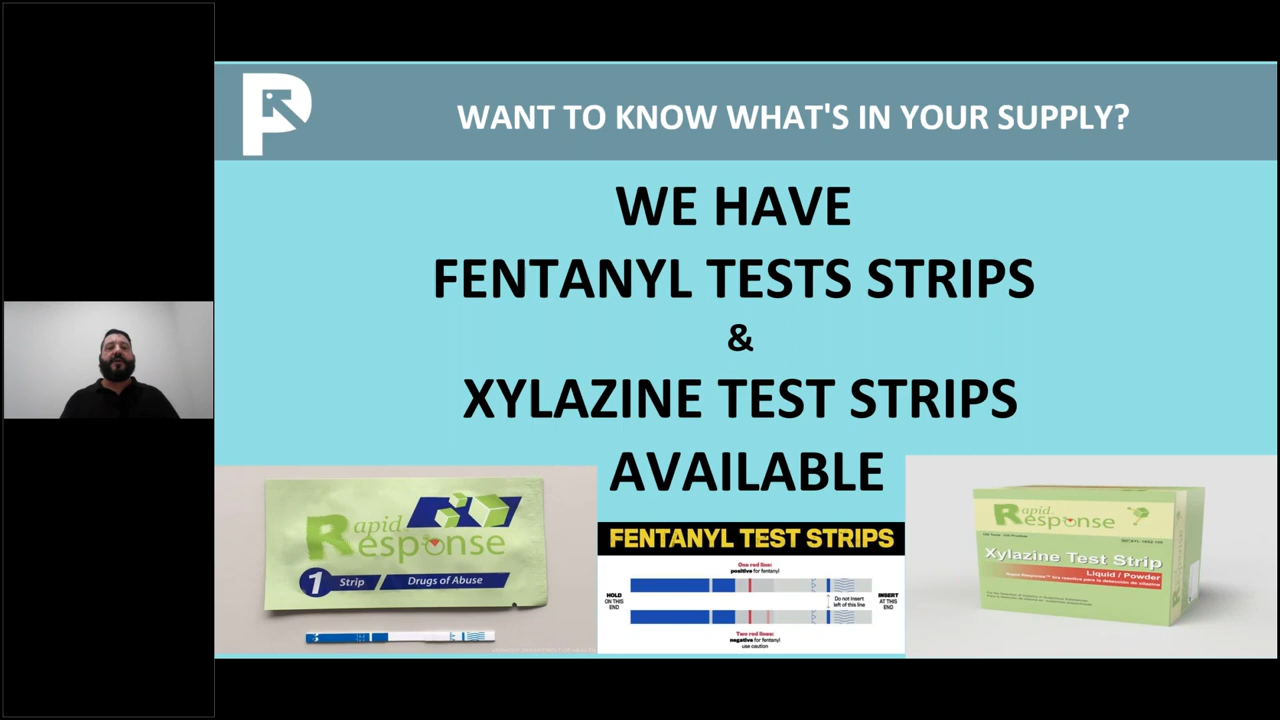 WANT TO KNOW WHAT'S IN YOUR SUPPLY?
WE HAVE
FENTANYL TESTS STRIPS
&
XYLAZINE TEST STRIPS
AVAILABLE
Rapid
Response
1 Strip Drugs of Abuse
FENTANYL TEST STRIPS
One red line:
positive for fentanyl
HOLD
ON THIS
END
Do not insert
left of this line
INSERT
AT THIS
END
Two red lines:
negative for fentanyl
use caution
Rapid
Response
Xylazine Test Strip
Liquid / Powder